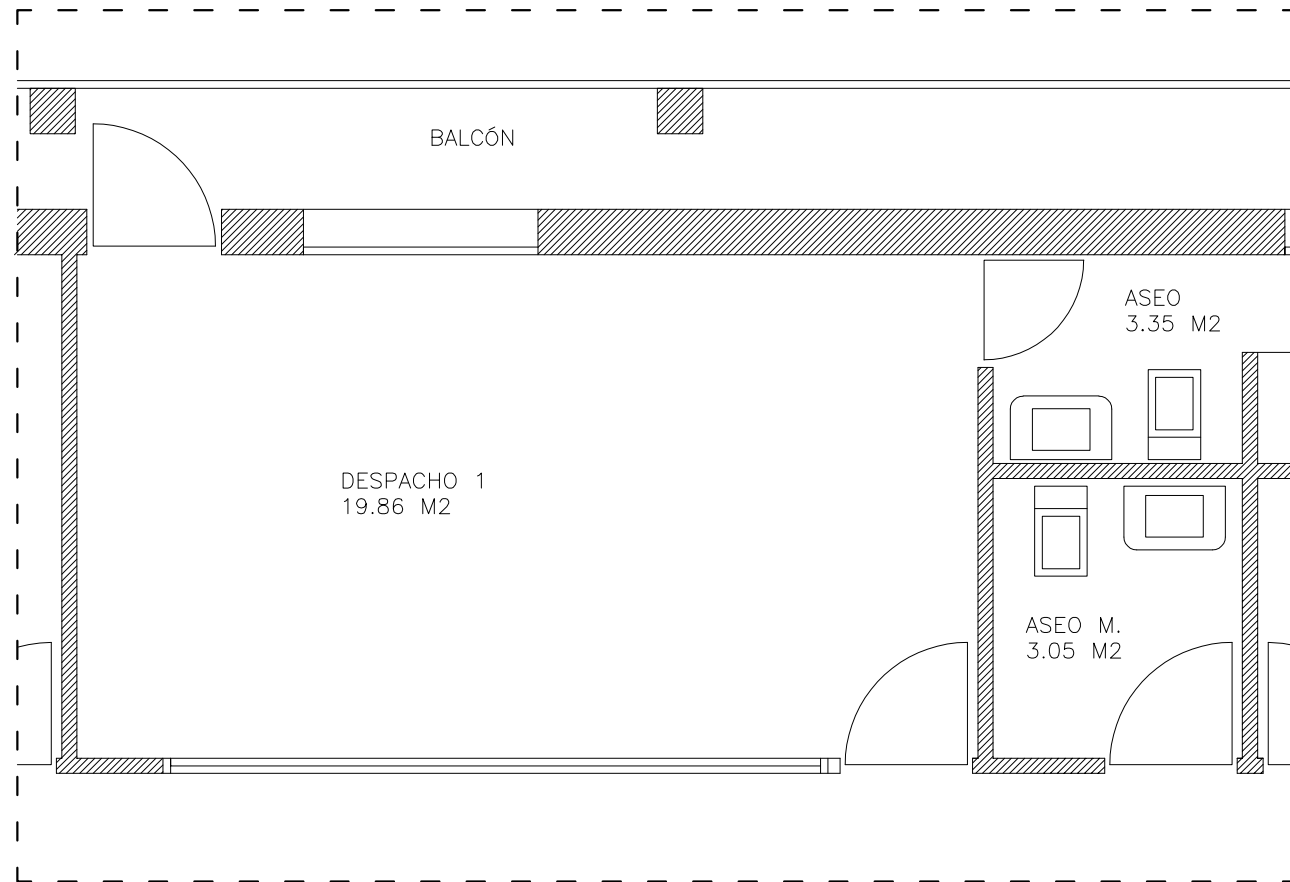 BALCÓN
ASEO
3.35 M2
DESPACHO 1
19.86 M2
ASEO M.
3.05 M2